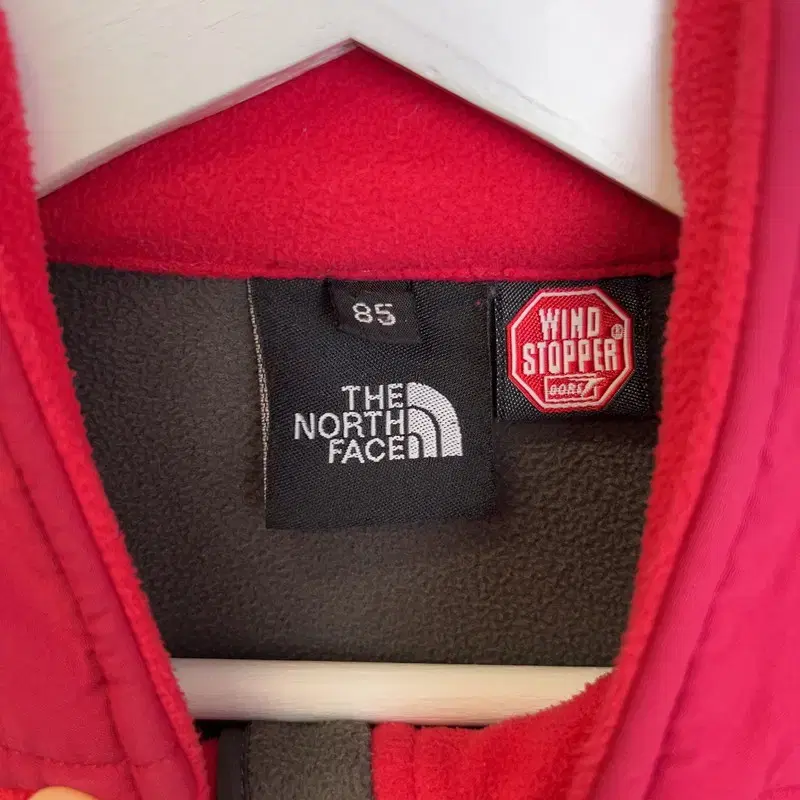 85
THE
NORTH
FACE
WIND
STOPPER
GORE